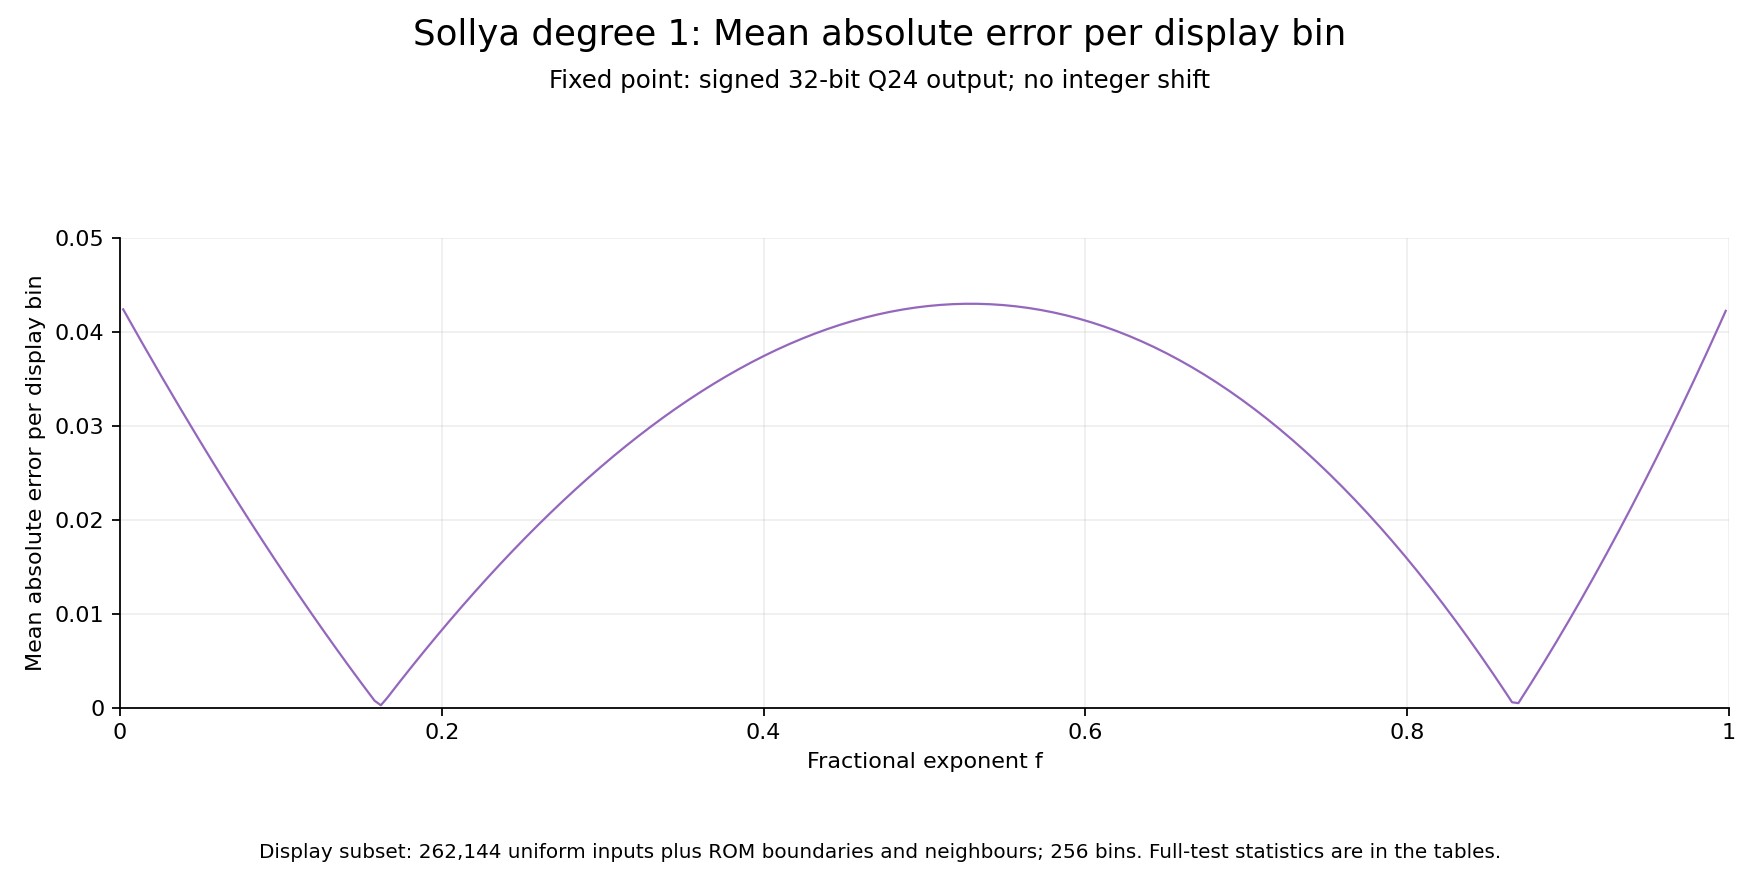 Sollya degree 1: Mean absolute error per display bin
Fixed point: signed 32-bit Q24 output; no integer shift
Mean absolute error per display bin
0.05
0.04
0.03
0.02
0.01
0
0 0.2 0.4 0.6 0.8 1
Fractional exponent f
Display subset: 262,144 uniform inputs plus ROM boundaries and neighbours; 256 bins. Full-test statistics are in the tables.